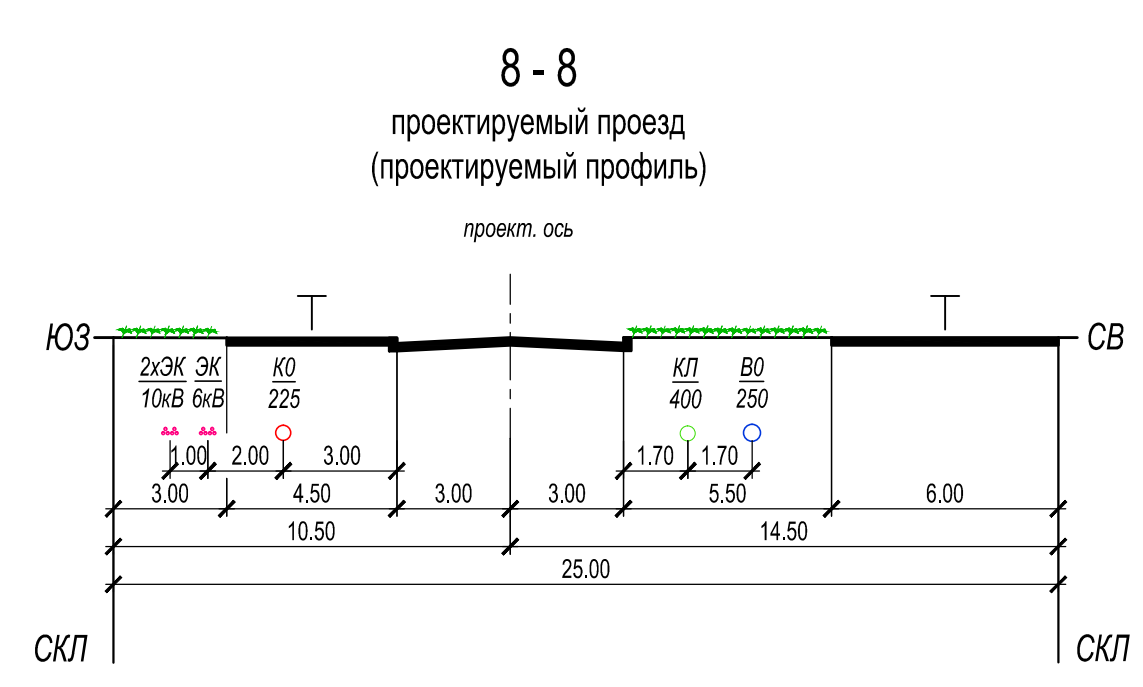 8 - 8
проектируемый проезд
(проектируемый профиль)
проект. ось
ЮЗ
СВ
2хЭК ЭК К0 КЛ В0
10кВ 6кВ 225 400 250
1.00 2.00 3.00 1.70 1.70
3.00 4.50 3.00 3.00 5.50 6.00
10.50 14.50
25.00
СКЛ СКЛ